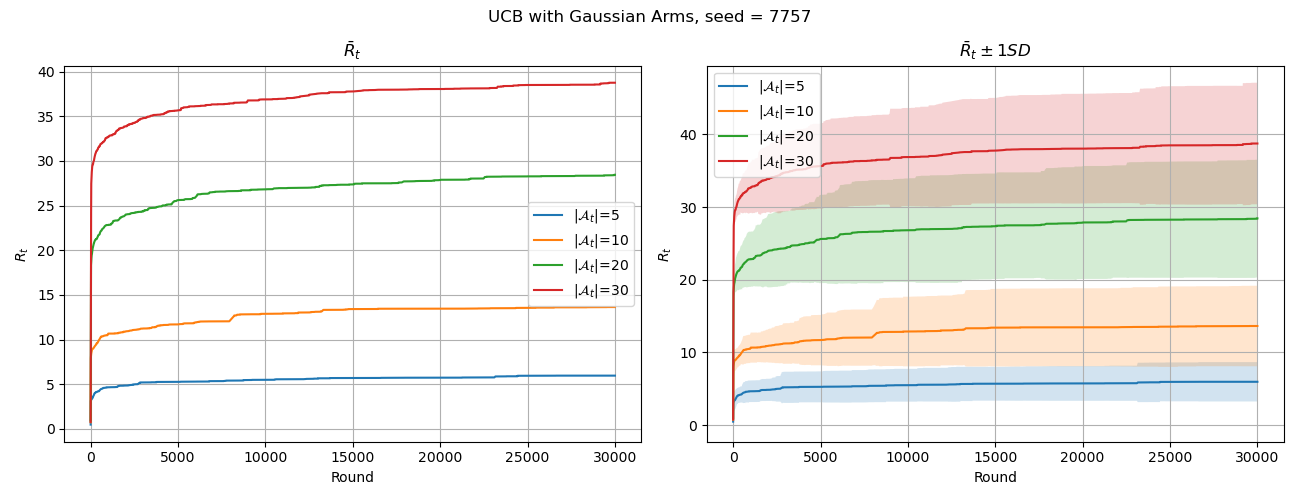 UCB with Gaussian Arms, seed = 7757
R̄ₜ
Rₜ
40
35
30
25
20
15
10
5
0
|𝒜ₜ|=5
|𝒜ₜ|=10
|𝒜ₜ|=20
|𝒜ₜ|=30
0 5000 10000 15000 20000 25000 30000
Round
R̄ₜ ± 1SD
Rₜ
40
30
20
10
0
|𝒜ₜ|=5
|𝒜ₜ|=10
|𝒜ₜ|=20
|𝒜ₜ|=30
0 5000 10000 15000 20000 25000 30000
Round